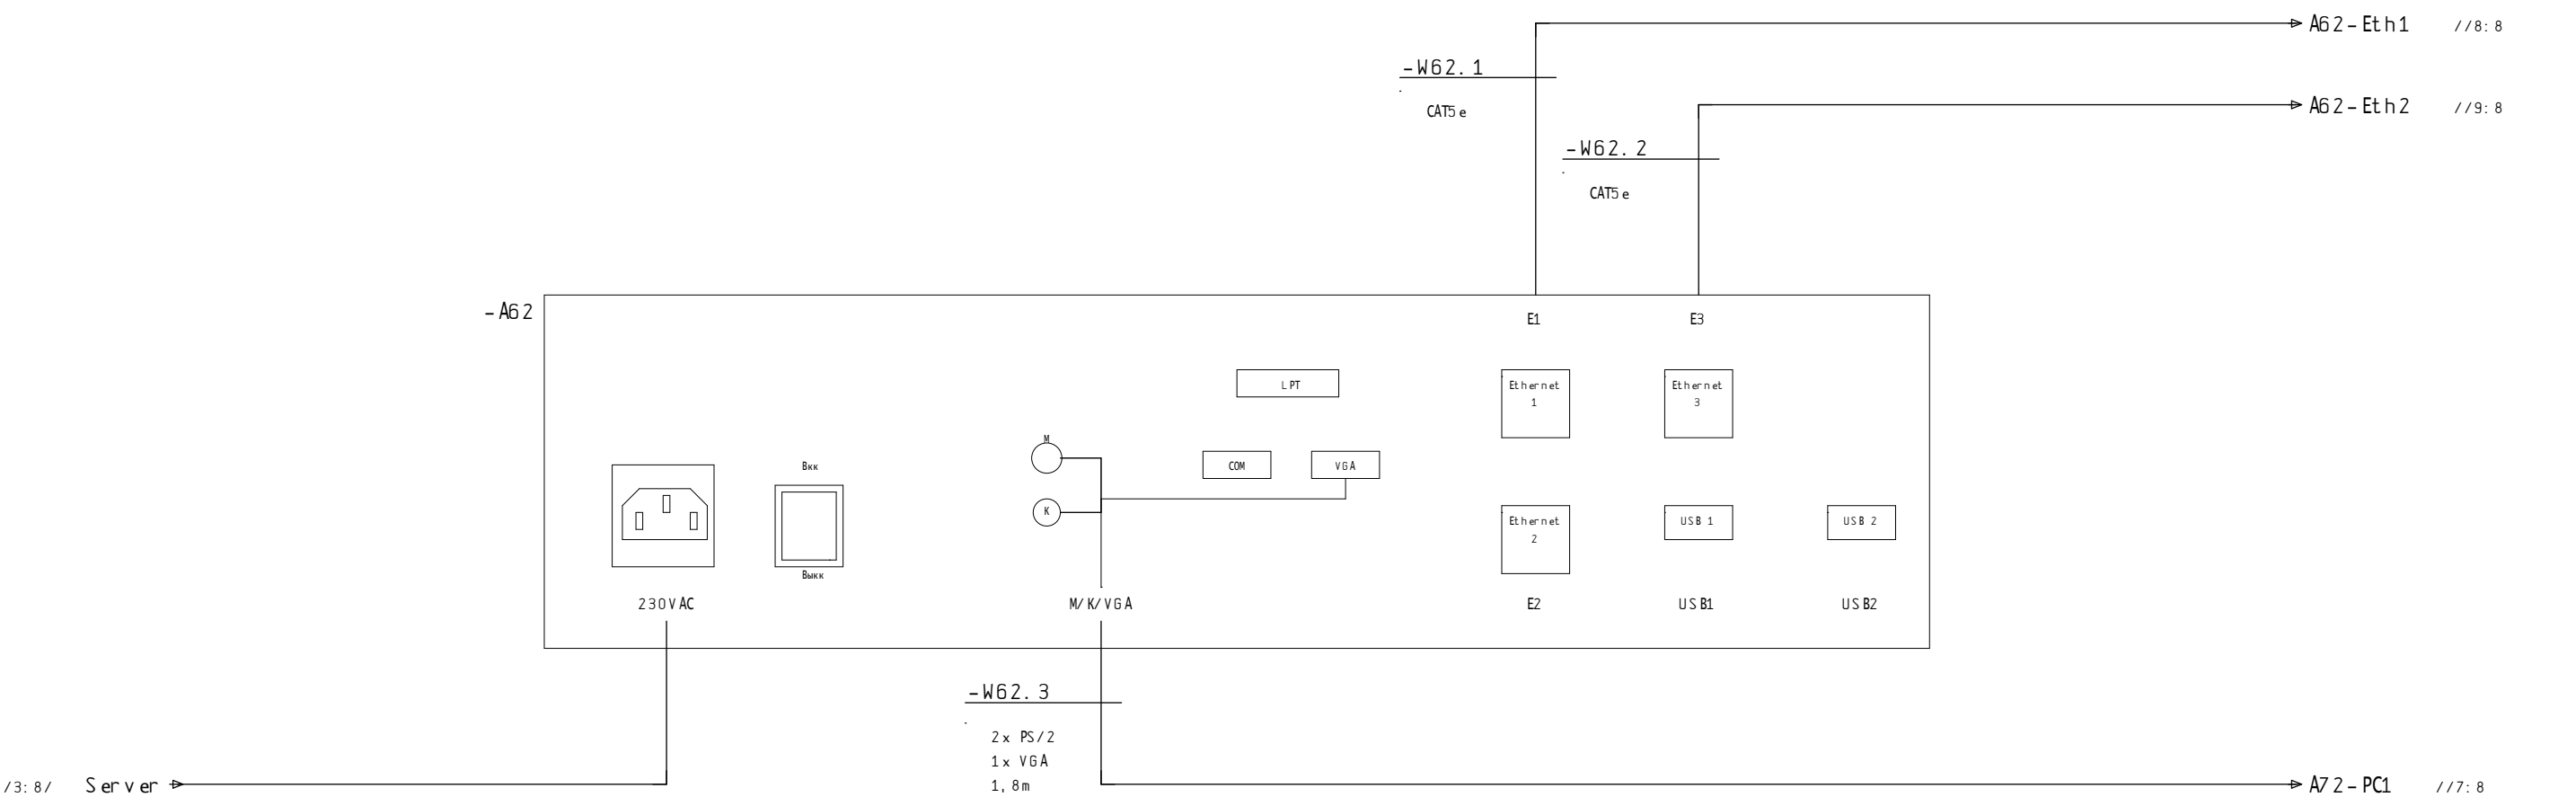 A62-Eth1 //8:8
-W62.1
CAT5e
A62-Eth2 //9:8
-W62.2
CAT5e
-A62
E1 E3
LPT
Ethernet
1
Ethernet
3
M
Вкк
COM
VGA
K
Ethernet
2
USB 1
USB 2
Выкк
230VAC
M/K/VGA
E2
USB1
USB2
-W62.3
2x PS/2
1x VGA
1,8m
/3:8/ Server
A72-PC1 //7:8